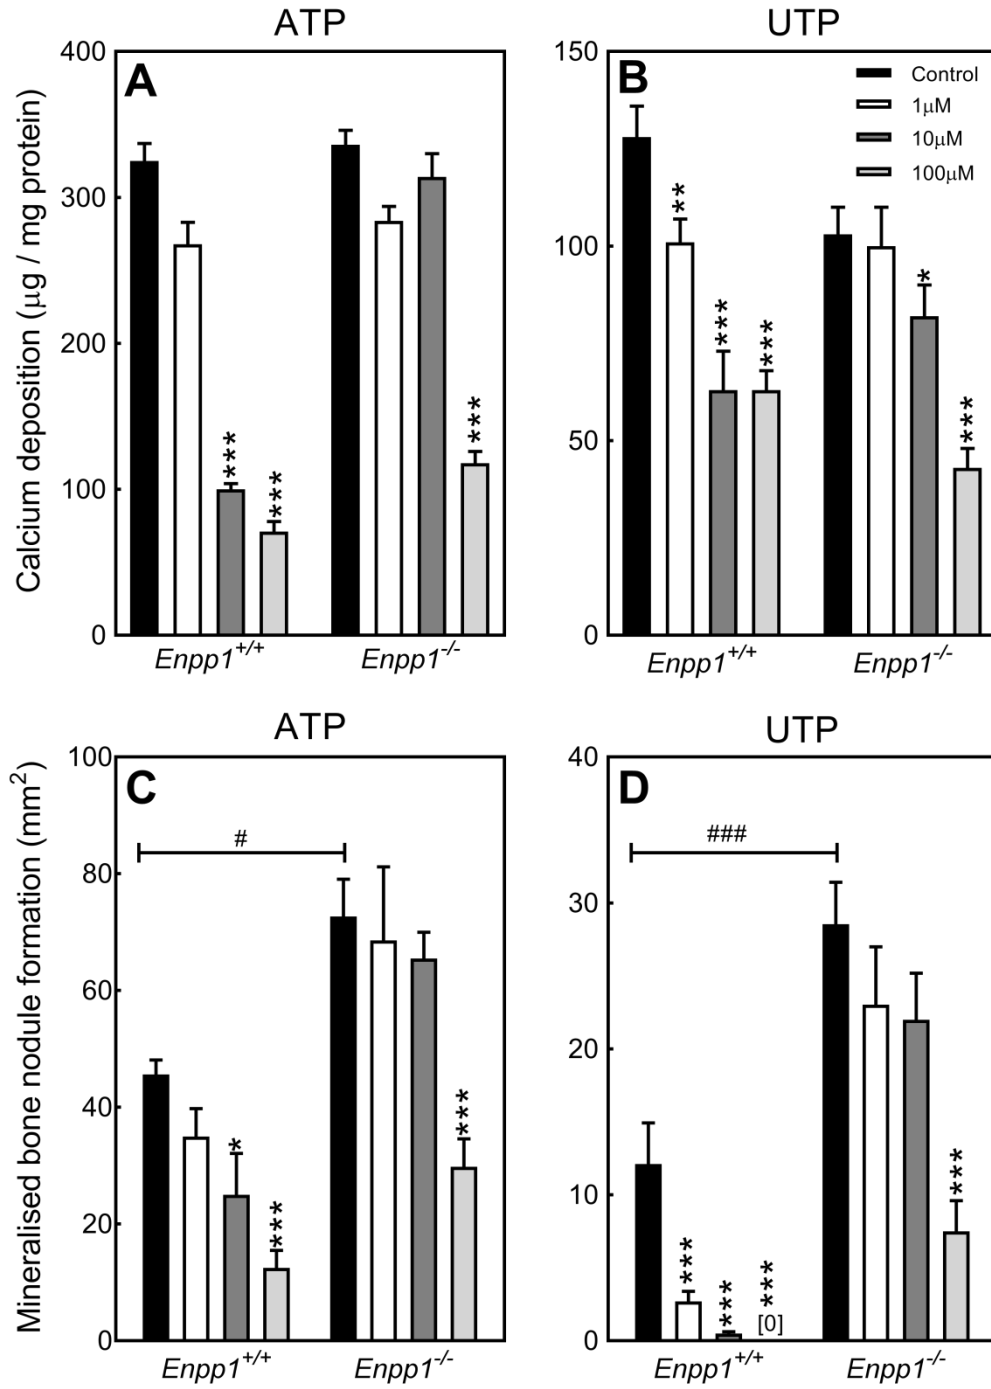 ATP
UTP
A
B
Control
1μM
10μM
100μM
Calcium deposition (μg / mg protein)
400
300
200
100
0
150
100
50
0
***
***
***
**
***
***
*
***
Enpp1+/+
Enpp1-/-
Enpp1+/+
Enpp1-/-
ATP
UTP
C
D
Mineralised bone nodule formation (mm2)
100
80
60
40
20
0
40
30
20
10
0
#
###
*
***
***
***
***
***
[0]
***
Enpp1+/+
Enpp1-/-
Enpp1+/+
Enpp1-/-